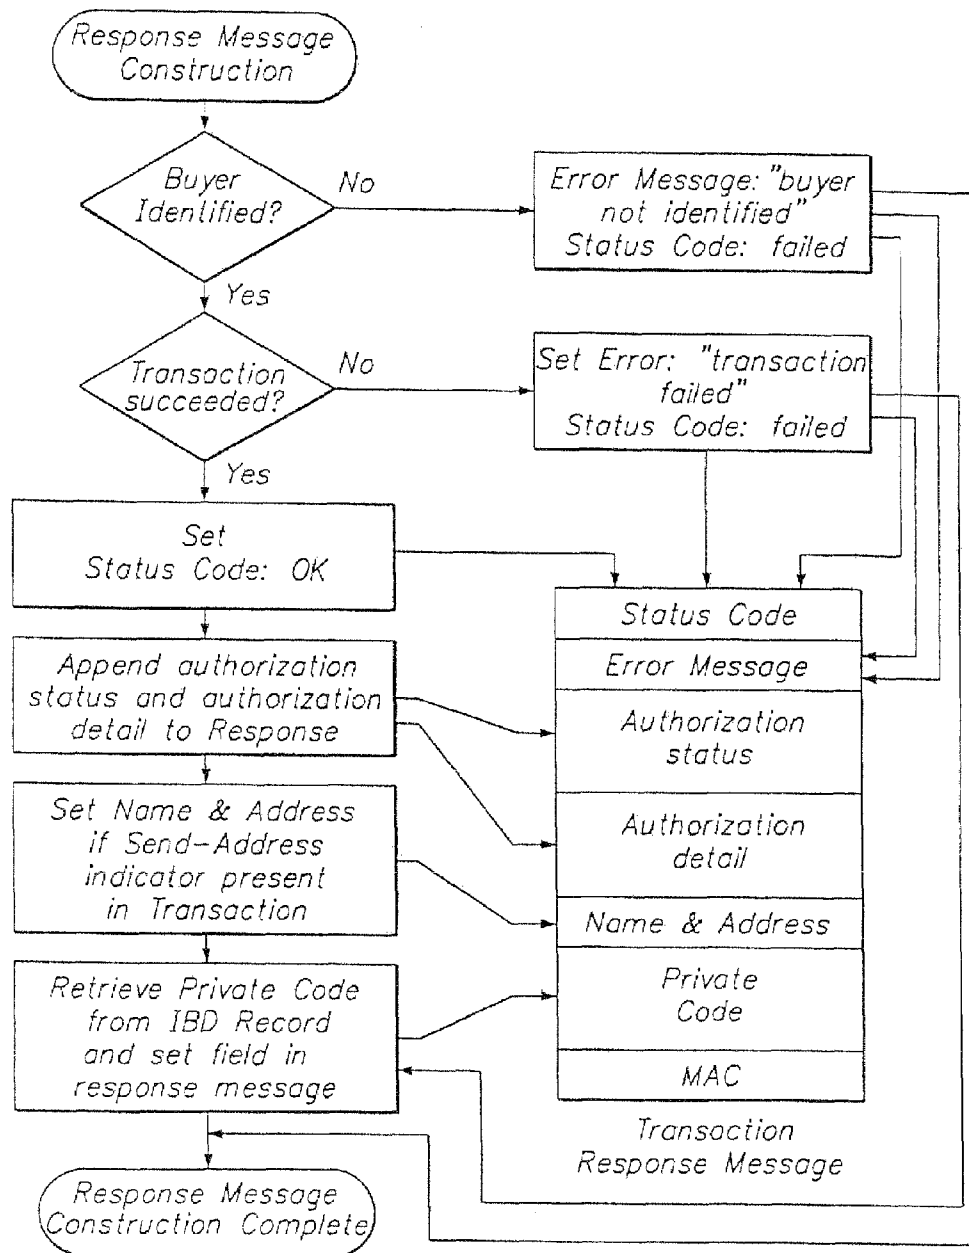 Response Message
Construction
Buyer
Identified?
No
Yes
Error Message: "buyer
not identified"
Status Code: failed
Transaction
succeeded?
No
Yes
Set Error: "transaction
failed"
Status Code: failed
Set
Status Code: OK
Append authorization
status and authorization
detail to Response
Set Name & Address
if Send-Address
indicator present
in Transaction
Retrieve Private Code
from IBD Record
and set field in
response message
Response Message
Construction Complete
Status Code
Error Message
Authorization
status
Authorization
detail
Name & Address
Private
Code
MAC
Transaction
Response Message